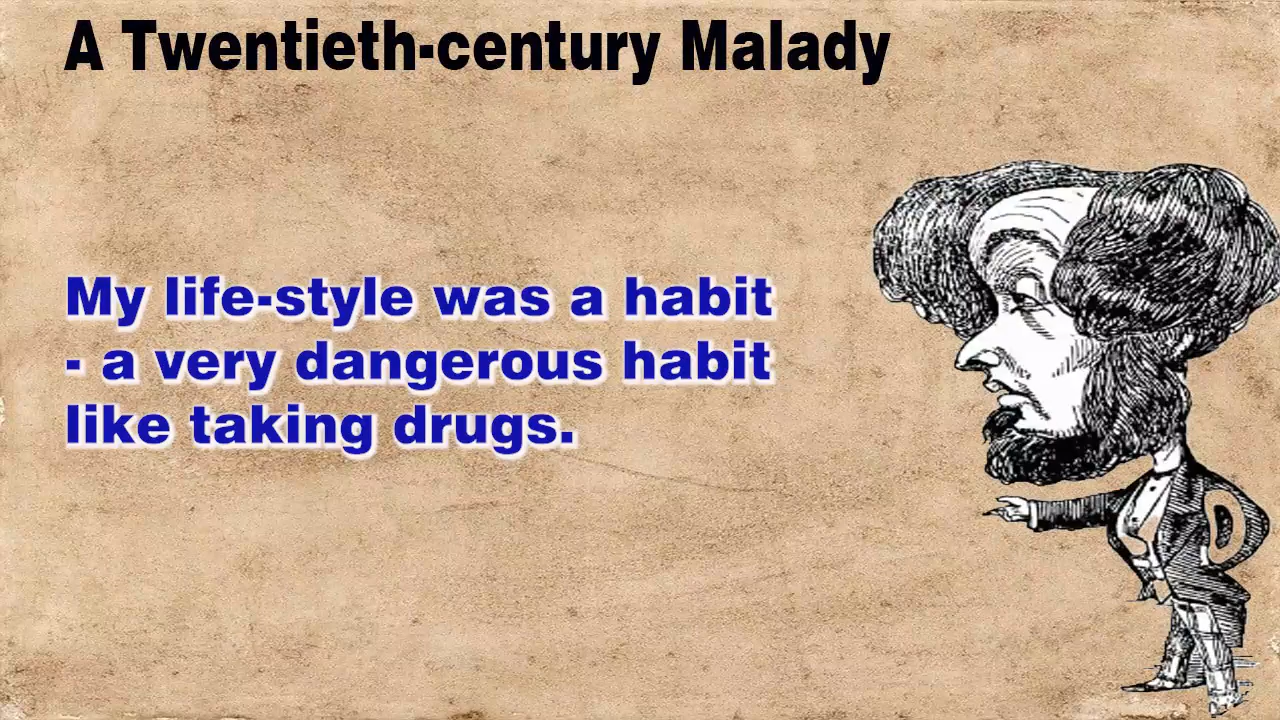 A Twentieth-century Malady
My life-style was a habit
- a very dangerous habit
like taking drugs.